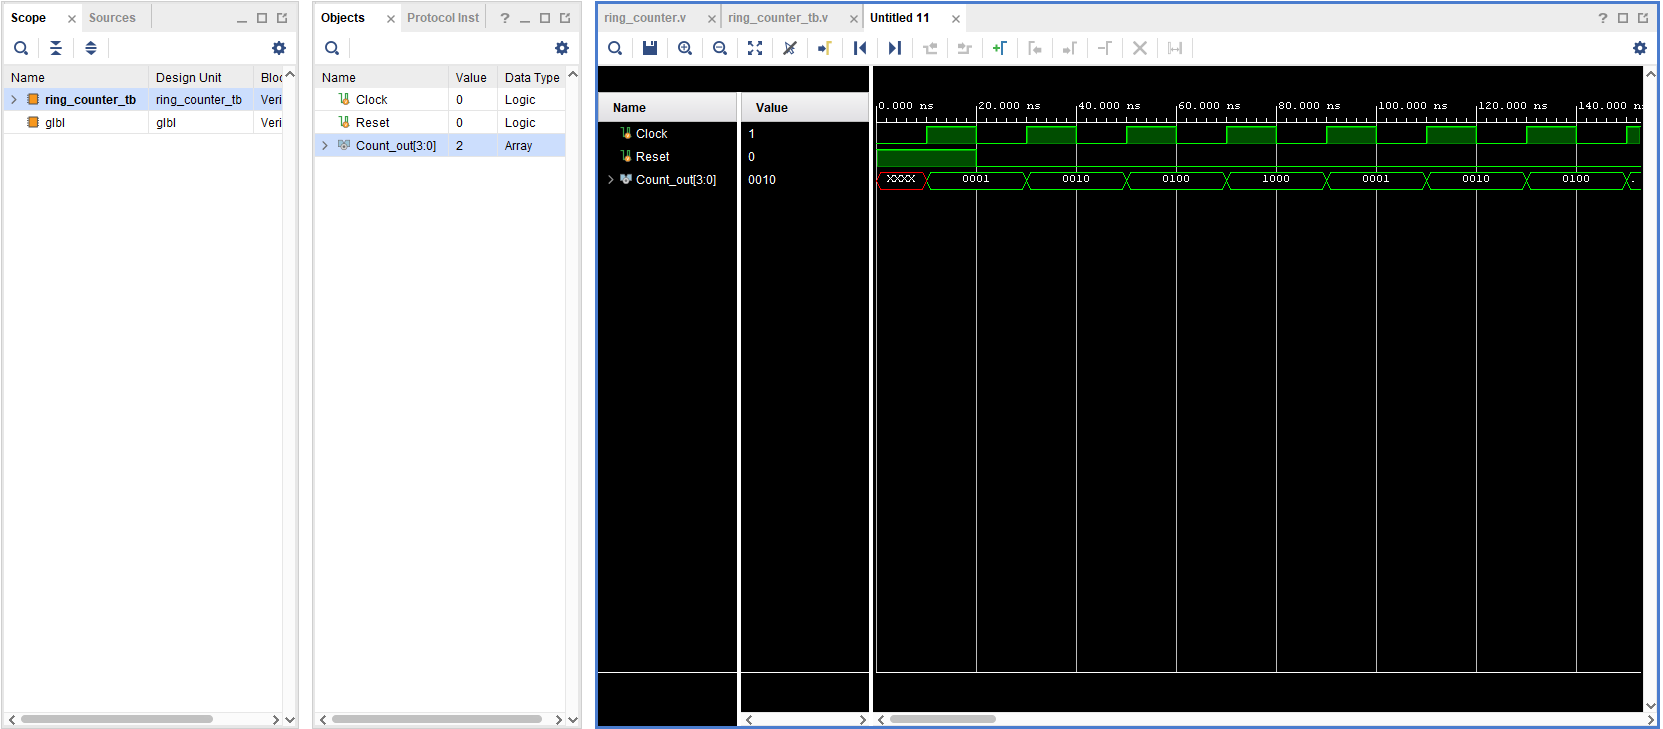 Scope
Sources
Name
Design Unit
Bloc
ring_counter_tb
ring_counter_tb
Veri
glbl
glbl
Veri
Objects
Protocol Inst
?
Name
Value
Data Type
Clock
0
Logic
Reset
0
Logic
Count_out[3:0]
2
Array
ring_counter.v
ring_counter_tb.v
Untitled 11
?
Name
Value
Clock
1
Reset
0
Count_out[3:0]
0010
0.000 ns
20.000 ns
40.000 ns
60.000 ns
80.000 ns
100.000 ns
120.000 ns
140.000 ns
XXXX
0001
0010
0100
1000
0001
0010
0100
.